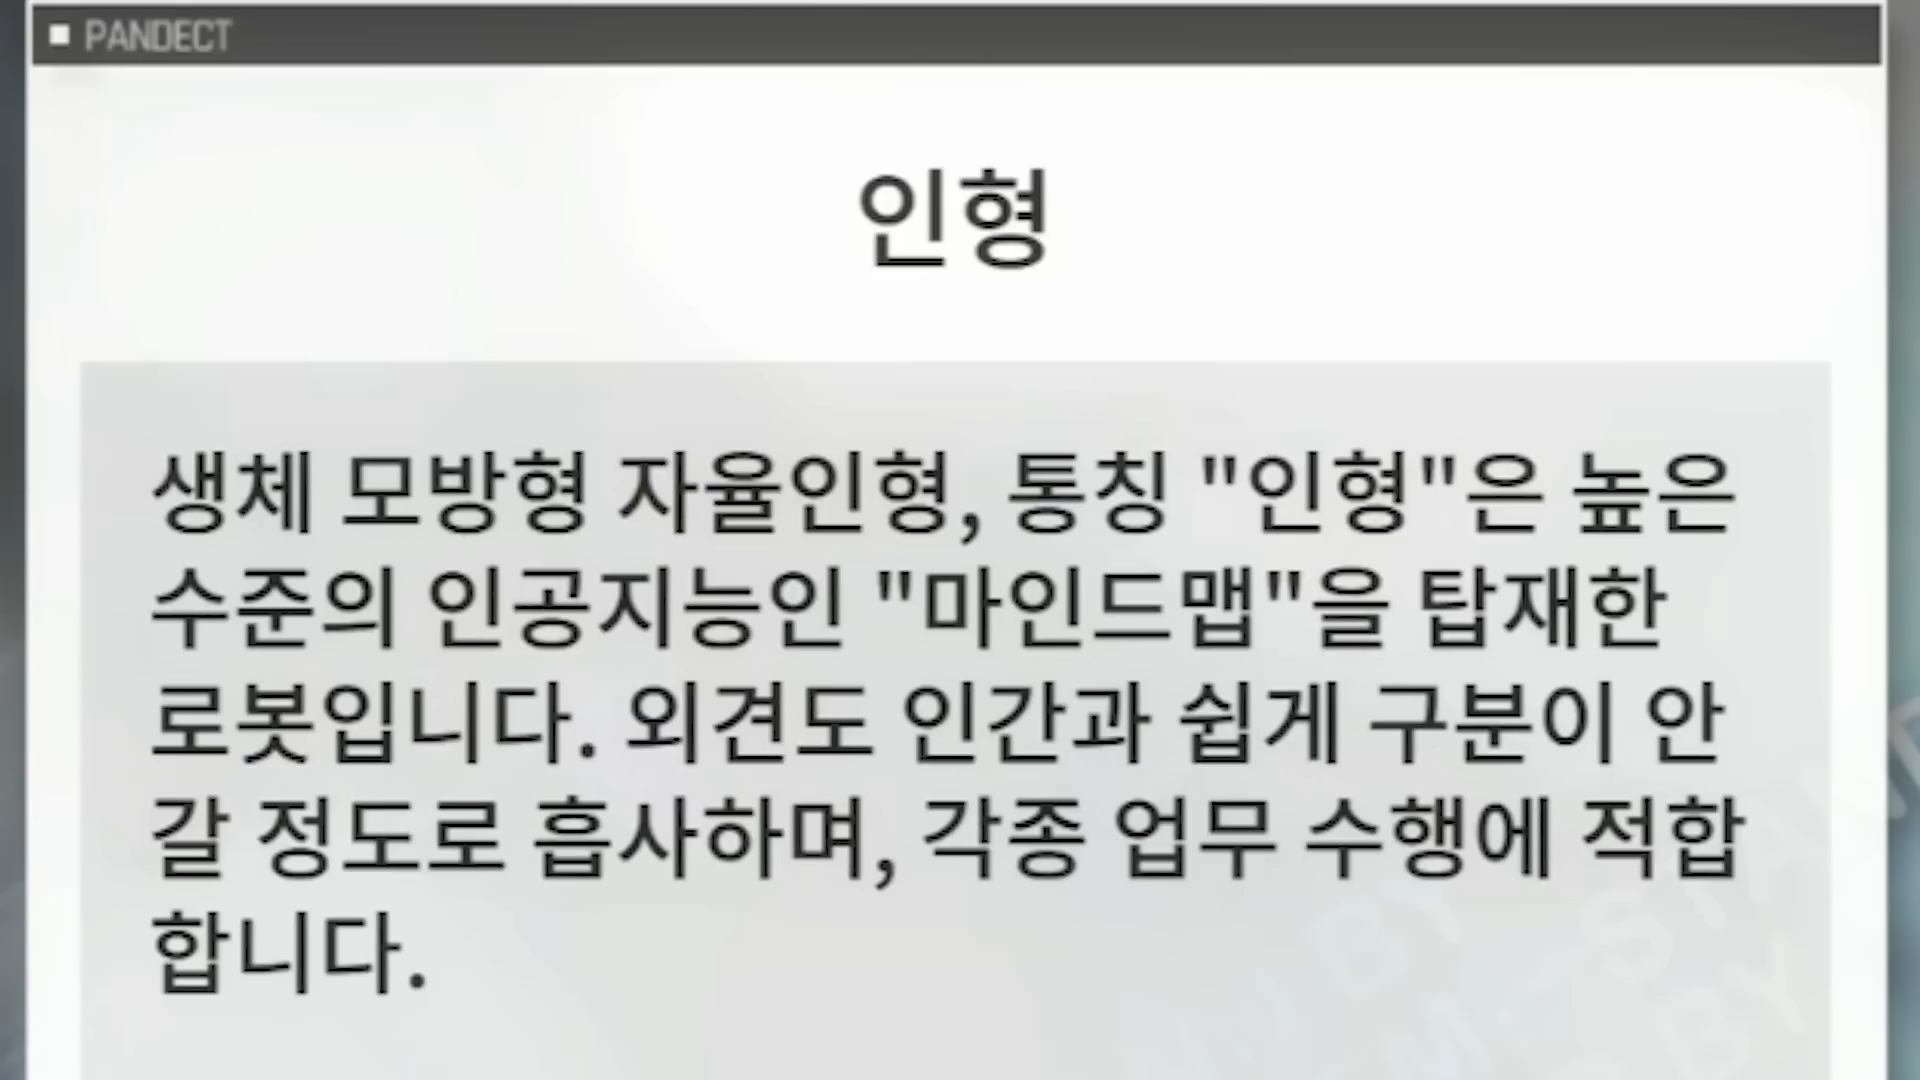 PANDECT
인형
생체 모방형 자율인형, 통칭 "인형"은 높은
수준의 인공지능인 "마인드맵"을 탑재한
로봇입니다. 외견도 인간과 쉽게 구분이 안
갈 정도로 흡사하며, 각종 업무 수행에 적합
합니다.